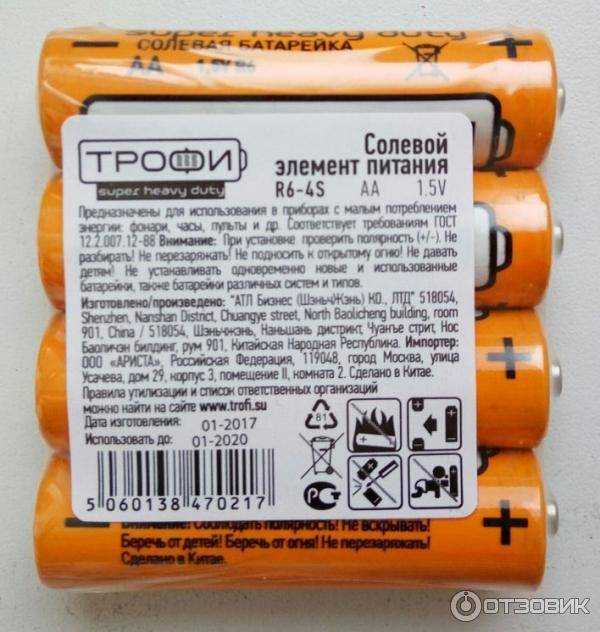 super heavy duty
СОЛЕВАЯ БАТАРЕЙКА
AA 1,5V R6
ТРОФИ
super heavy duty
Солевой
элемент питания
R6-4S AA 1.5V
Предназначены для использования в приборах с малым потреблением
энергии: фонари, часы, пульты и др. Соответствует требованиям ГОСТ
12.2.007.12-88 Внимание: При установке проверить полярность (+/-). Не
разбирать! Не перезаряжать! Не подносить к открытому огню! Не давать
детям! Не устанавливать одновременно новые и использованные
батарейки, также батарейки различных систем и типов.
Изготовлено/произведено: "АТЛ Бизнес (ШэньчЖэнь) КО., ЛТД" 518054,
Shenzhen, Nanshan District, Chuangye street, North Baolicheng building, room
901, China / 518054, Шэньчжэнь, Наньшань дистрикт, Чуанъе стрит, Нос
Баоличэн билдинг, рум 901, Китайская Народная Республика. Импортер:
ООО «АРИСТА», Российская Федерация, 119048, город Москва, улица
Усачева, дом 29, корпус 3, помещение II, комната 2. Сделано в Китае.
Правила утилизации и список ответственных организаций
можно найти на сайте www.trofi.su
Дата изготовления: 01-2017
Использовать до: 01-2020
81
5 060138 470217
Внимание! Соблюдать полярность! Не вскрывать!
Беречь от детей! Беречь от огня! Не перезаряжать!
Сделано в Китае.
ОТЗОВИК